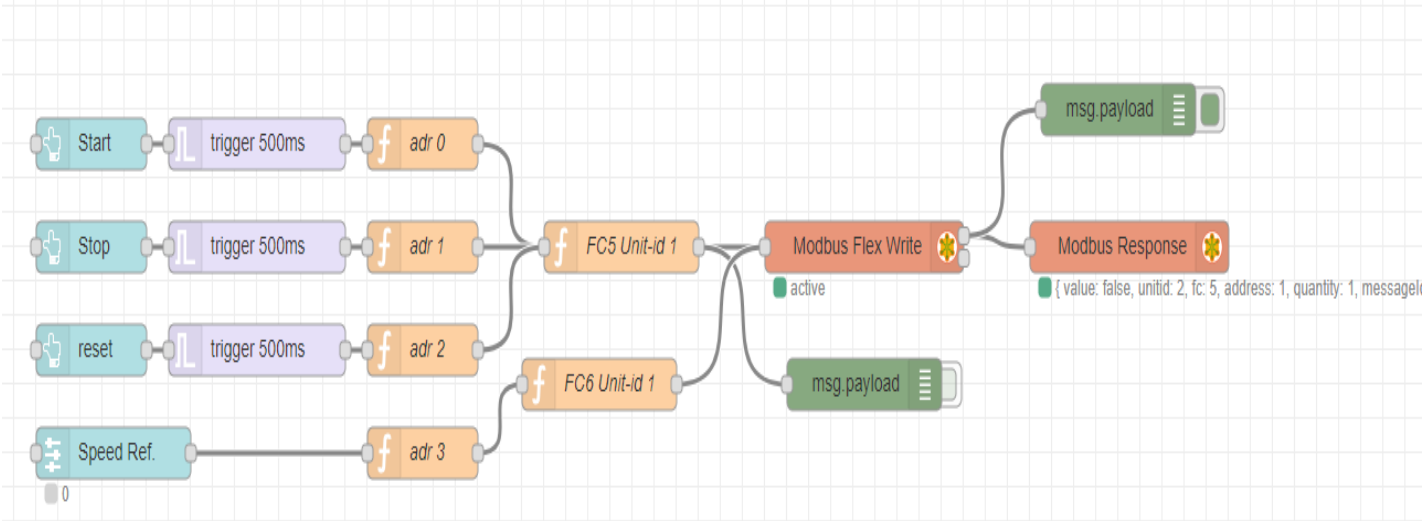 msg.payload
Start
trigger 500ms
adr 0
Stop
trigger 500ms
adr 1
FC5 Unit-id 1
Modbus Flex Write
Modbus Response
active
{ value: false, unitid: 2, fc: 5, address: 1, quantity: 1, messageI
reset
trigger 500ms
adr 2
FC6 Unit-id 1
msg.payload
Speed Ref.
adr 3
0